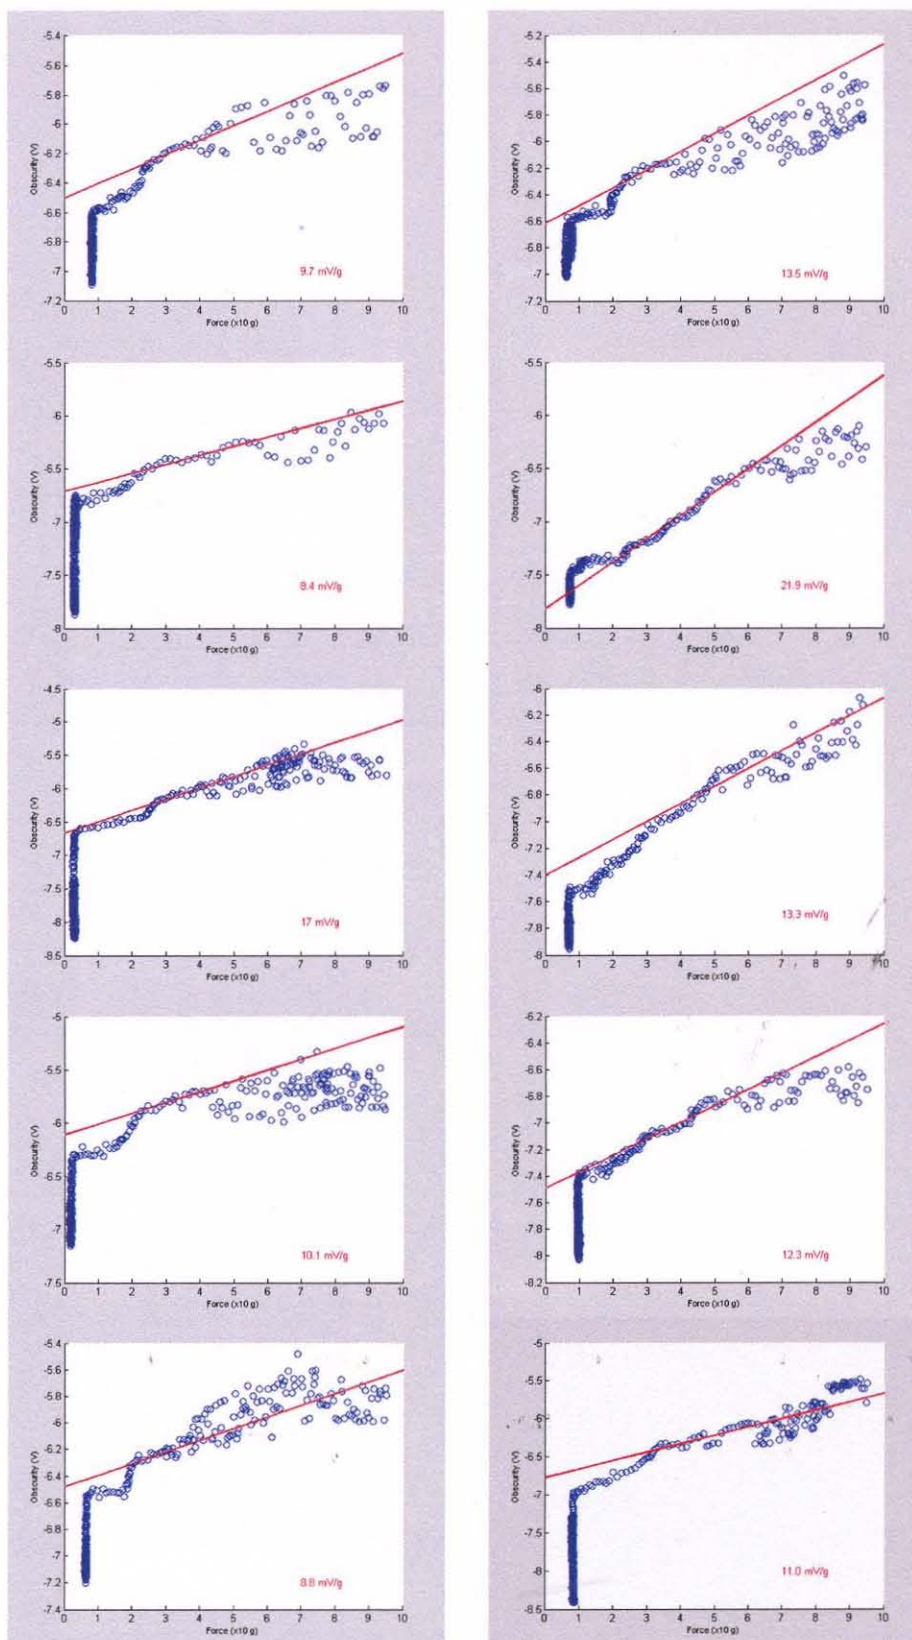 -5.4
-5.6
-5.8
-6
-6.2
-6.4
-6.6
-6.8
-7
-7.2
Obscurity (V)
9.7 mV/g
0 1 2 3 4 5 6 7 8 9 10
Force (x10 g)
-5.2
-5.4
-5.6
-5.8
-6
-6.2
-6.4
-6.6
-6.8
-7
-7.2
Obscurity (V)
13.5 mV/g
0 1 2 3 4 5 6 7 8 9 10
Force (x10 g)
-5.5
-6
-6.5
-7
-7.5
-8
Obscurity (V)
8.4 mV/g
0 1 2 3 4 5 6 7 8 9 10
Force (x10 g)
-5.5
-6
-6.5
-7
-7.5
-8
Obscurity (V)
21.9 mV/g
0 1 2 3 4 5 6 7 8 9 10
Force (x10 g)
-4.5
-5
-5.5
-6
-6.5
-7
-7.5
-8
-8.5
Obscurity (V)
17 mV/g
0 1 2 3 4 5 6 7 8 9 10
Force (x10 g)
-6
-6.2
-6.4
-6.6
-6.8
-7
-7.2
-7.4
-7.6
-7.8
-8
Obscurity (V)
13.3 mV/g
0 1 2 3 4 5 6 7 8 9 10
Force (x10 g)
-5
-5.5
-6
-6.5
-7
-7.5
Obscurity (V)
10.1 mV/g
0 1 2 3 4 5 6 7 8 9 10
Force (x10 g)
-6.2
-6.4
-6.6
-6.8
-7
-7.2
-7.4
-7.6
-7.8
-8
-8.2
Obscurity (V)
12.3 mV/g
0 1 2 3 4 5 6 7 8 9 10
Force (x10 g)
-5.4
-5.6
-5.8
-6
-6.2
-6.4
-6.6
-6.8
-7
-7.2
-7.4
Obscurity (V)
8.8 mV/g
0 1 2 3 4 5 6 7 8 9 10
Force (x10 g)
-5
-5.5
-6
-6.5
-7
-7.5
-8
-8.5
Obscurity (V)
11.0 mV/g
0 1 2 3 4 5 6 7 8 9 10
Force (x10 g)